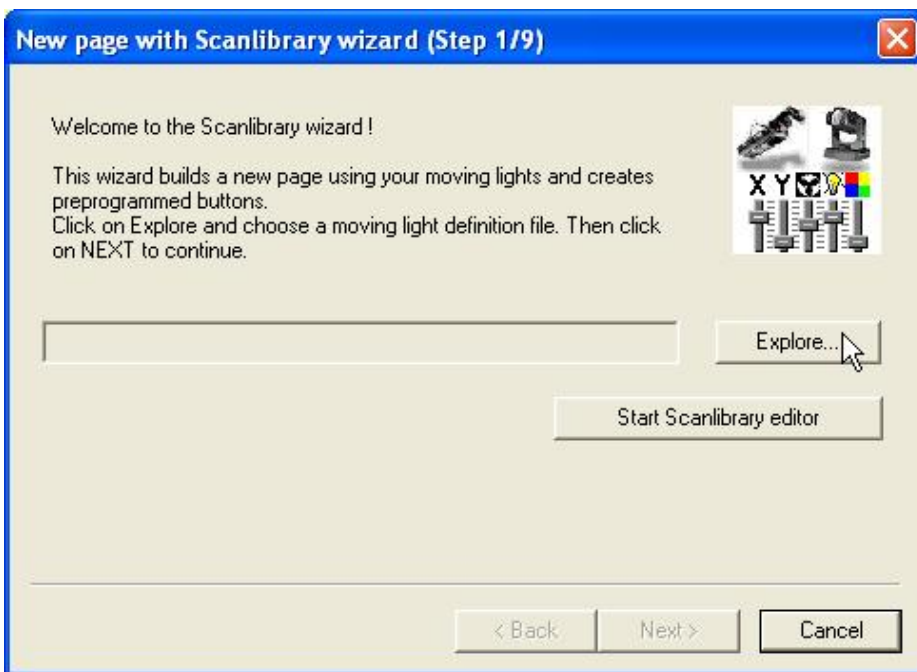 New page with Scanlibrary wizard (Step 1/9)
Welcome to the Scanlibrary wizard !
This wizard builds a new page using your moving lights and creates
preprogrammed buttons.
Click on Explore and choose a moving light definition file. Then click
on NEXT to continue.
X Y
Explore...
Start Scanlibrary editor
< Back
Next >
Cancel